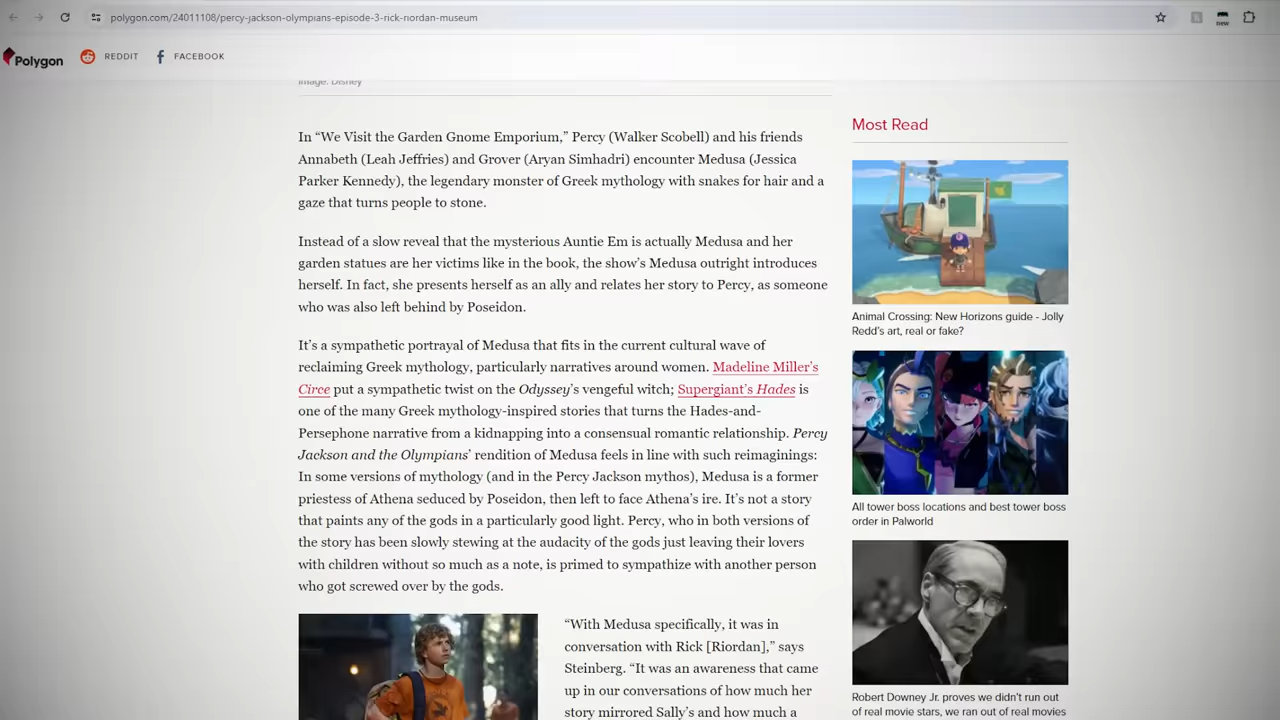 polygon.com/24011108/percy-jackson-olympians-episode-3-rick-riordan-museum
new
Polygon
REDDIT
FACEBOOK
Image: Disney
In “We Visit the Garden Gnome Emporium,” Percy (Walker Scobell) and his friends
Annabeth (Leah Jeffries) and Grover (Aryan Simhadri) encounter Medusa (Jessica
Parker Kennedy), the legendary monster of Greek mythology with snakes for hair and a
gaze that turns people to stone.
Instead of a slow reveal that the mysterious Auntie Em is actually Medusa and her
garden statues are her victims like in the book, the show’s Medusa outright introduces
herself. In fact, she presents herself as an ally and relates her story to Percy, as someone
who was also left behind by Poseidon.
It’s a sympathetic portrayal of Medusa that fits in the current cultural wave of
reclaiming Greek mythology, particularly narratives around women. Madeline Miller’s
Circe put a sympathetic twist on the Odyssey’s vengeful witch; Supergiant’s Hades is
one of the many Greek mythology-inspired stories that turns the Hades-and-
Persephone narrative from a kidnapping into a consensual romantic relationship. Percy
Jackson and the Olympians’ rendition of Medusa feels in line with such reimaginings:
In some versions of mythology (and in the Percy Jackson mythos), Medusa is a former
priestess of Athena seduced by Poseidon, then left to face Athena’s ire. It’s not a story
that paints any of the gods in a particularly good light. Percy, who in both versions of
the story has been slowly stewing at the audacity of the gods just leaving their lovers
with children without so much as a note, is primed to sympathize with another person
who got screwed over by the gods.
“With Medusa specifically, it was in
conversation with Rick [Riordan],” says
Steinberg. “It was an awareness that came
up in our conversations of how much her
story mirrored Sally’s and how much a
Most Read
Animal Crossing: New Horizons guide - Jolly
Redd’s art, real or fake?
All tower boss locations and best tower boss
order in Palworld
Robert Downey Jr. proves we didn’t run out
of real movie stars, we ran out of real movies